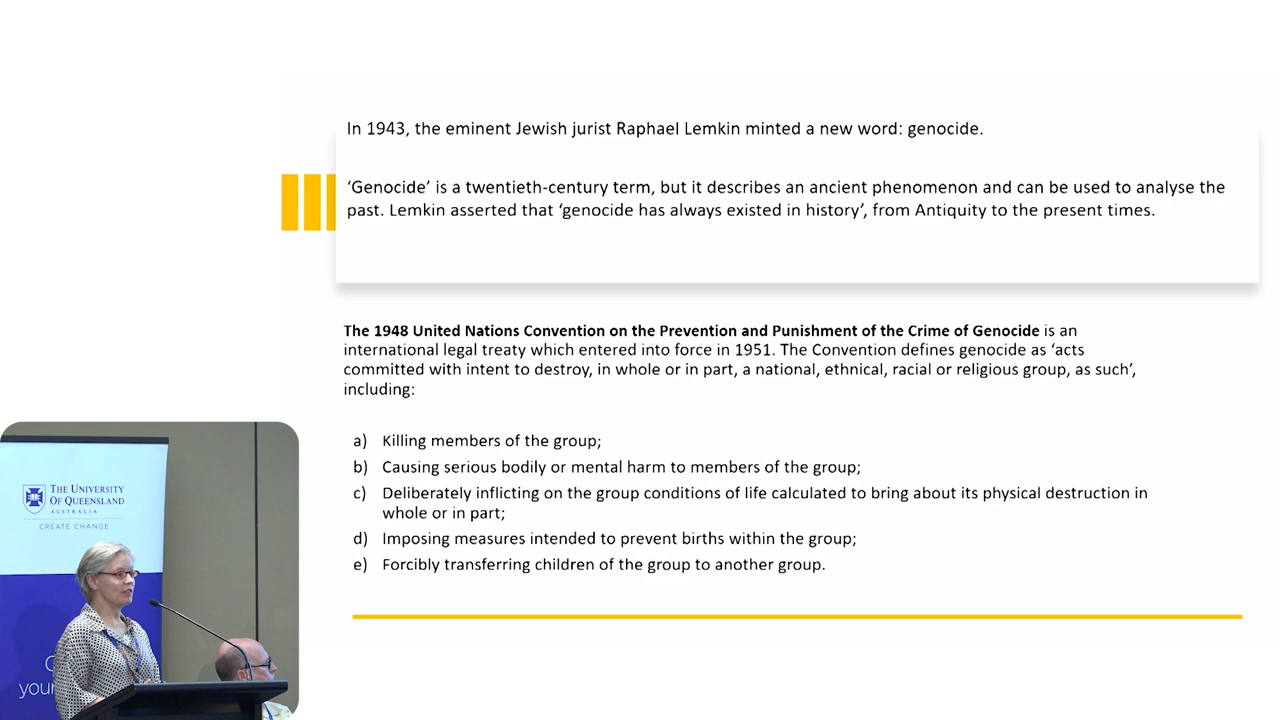 In 1943, the eminent Jewish jurist Raphael Lemkin minted a new word: genocide.
‘Genocide’ is a twentieth-century term, but it describes an ancient phenomenon and can be used to analyse the
past. Lemkin asserted that ‘genocide has always existed in history’, from Antiquity to the present times.
The 1948 United Nations Convention on the Prevention and Punishment of the Crime of Genocide is an
international legal treaty which entered into force in 1951. The Convention defines genocide as ‘acts
committed with intent to destroy, in whole or in part, a national, ethnical, racial or religious group, as such’,
including:
a) Killing members of the group;
b) Causing serious bodily or mental harm to members of the group;
c) Deliberately inflicting on the group conditions of life calculated to bring about its physical destruction in
whole or in part;
d) Imposing measures intended to prevent births within the group;
e) Forcibly transferring children of the group to another group.
THE UNIVERSITY
OF QUEENSLAND
AUSTRALIA
CREATE CHANGE